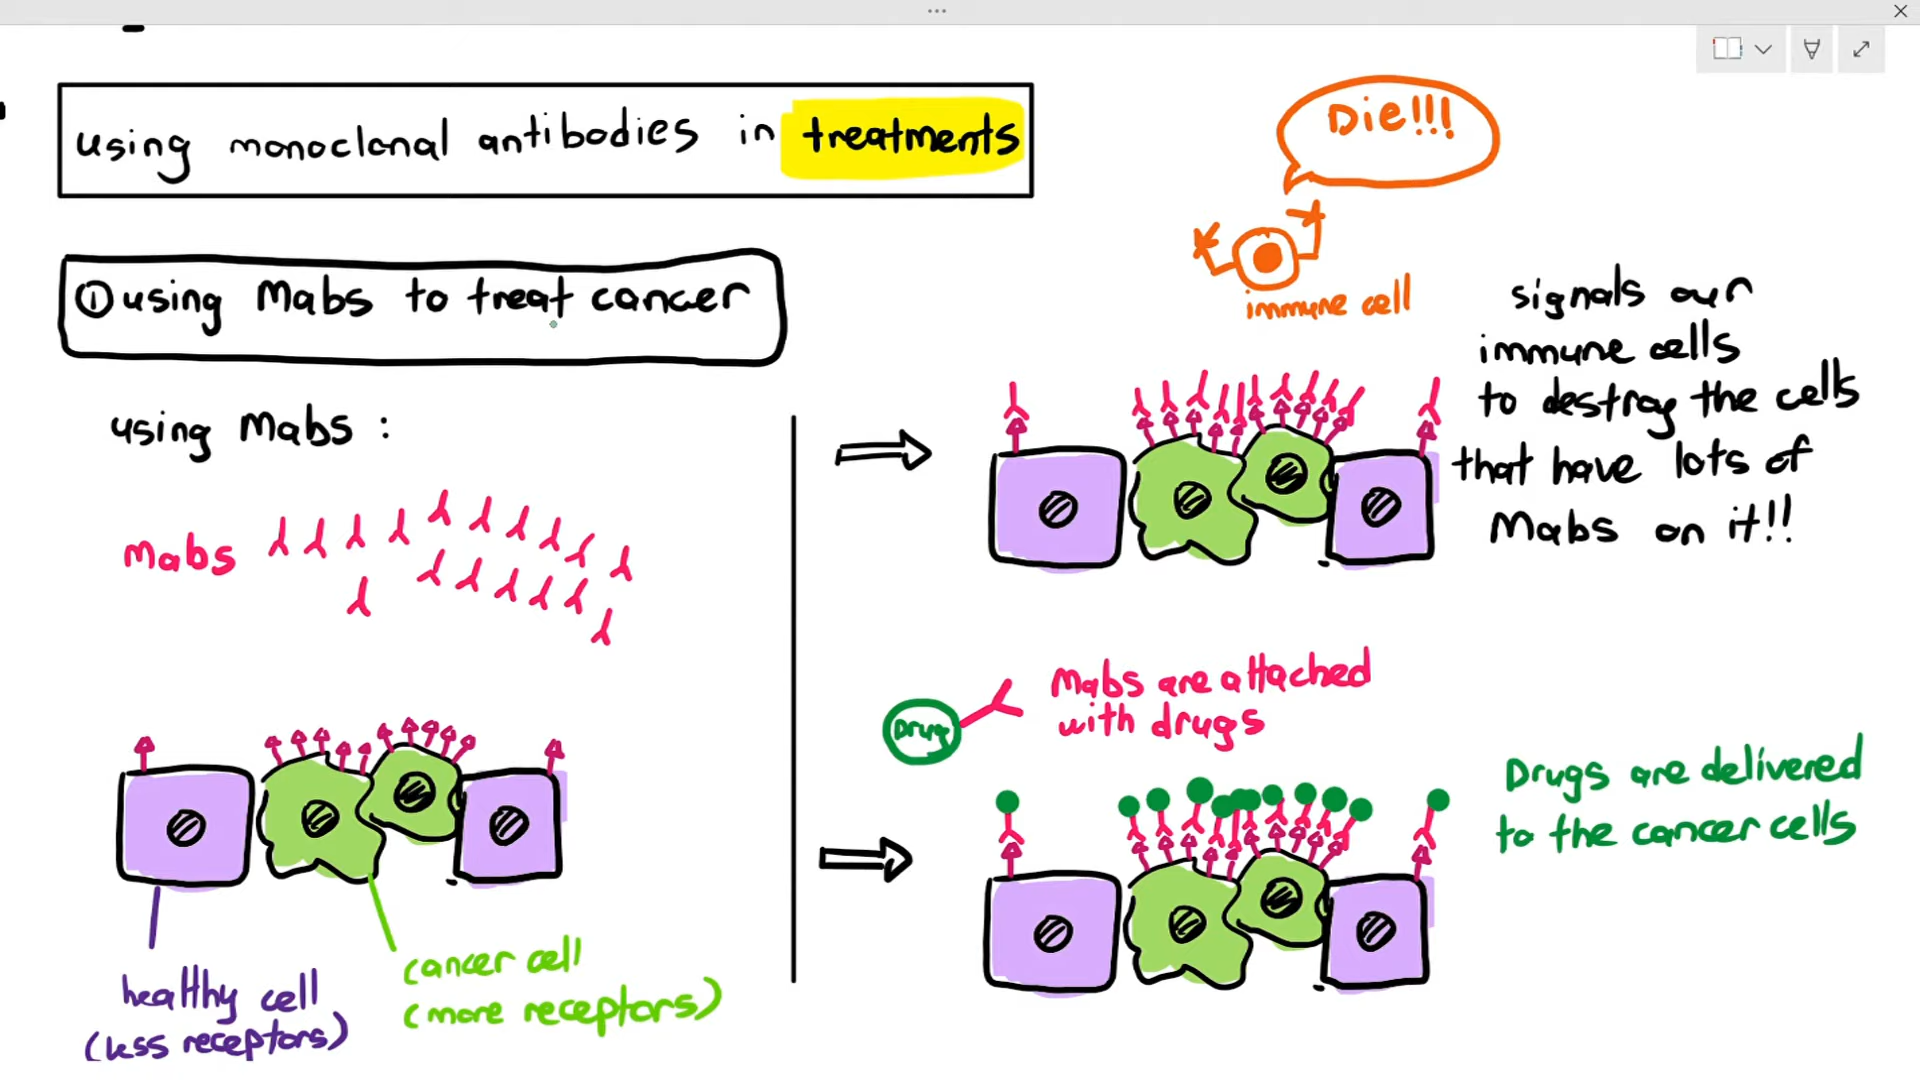 using monoclonal antibodies in treatments
① using Mabs to treat cancer
using Mabs :
Mabs
healthy cell
(less receptors)
cancer cell
(more receptors)
Die!!!
immune cell
signals our
immune cells
to destroy the cells
that have lots of
Mabs on it!!
Drug
Mabs are attached
with drugs
Drugs are delivered
to the cancer cells